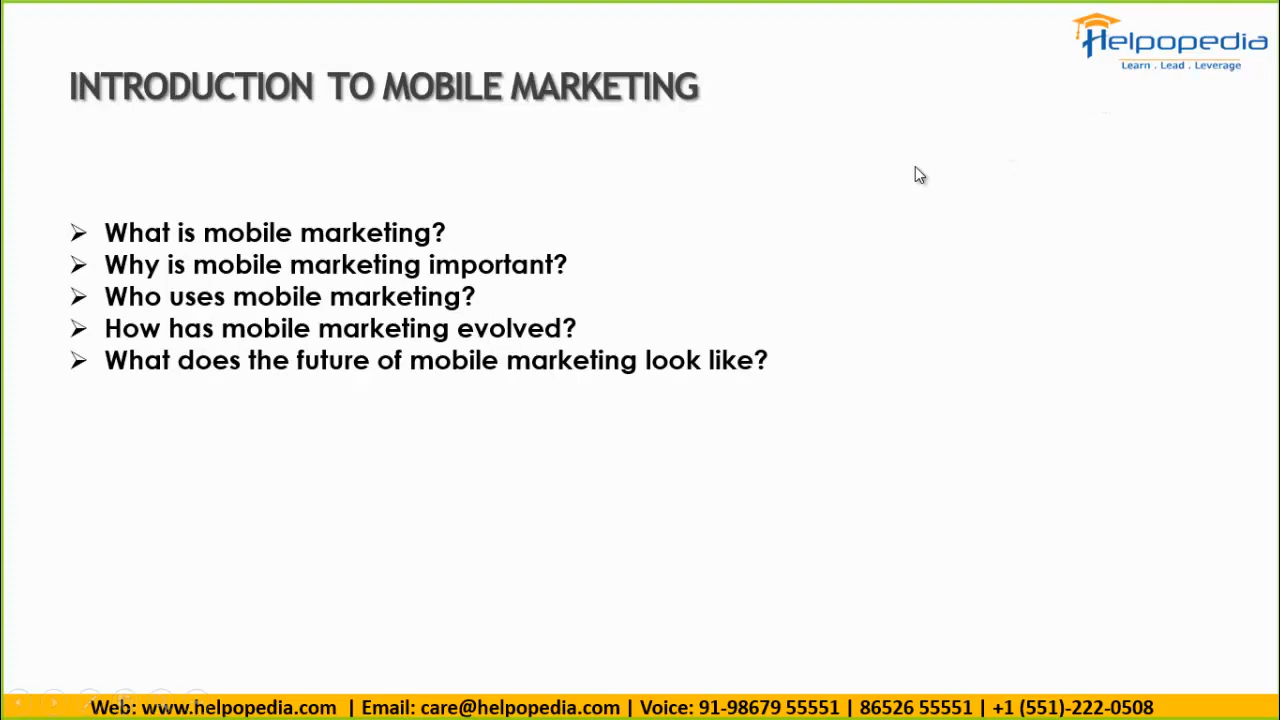 Helpopedia
Learn . Lead . Leverage
INTRODUCTION TO MOBILE MARKETING
➢ What is mobile marketing?
➢ Why is mobile marketing important?
➢ Who uses mobile marketing?
➢ How has mobile marketing evolved?
➢ What does the future of mobile marketing look like?
Web: www.helpopedia.com | Email: care@helpopedia.com | Voice: 91-98679 55551 | 86526 55551 | +1 (551)-222-0508